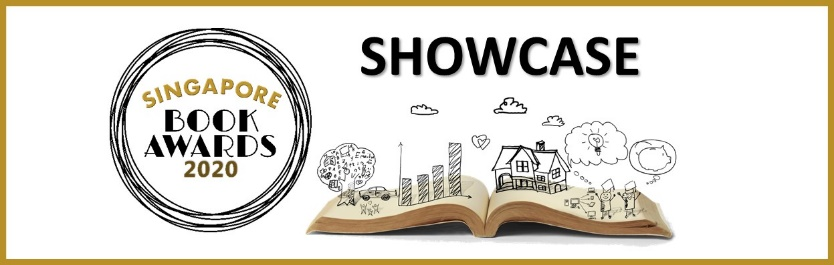 SINGAPORE
BOOK
AWARDS
2020
SHOWCASE